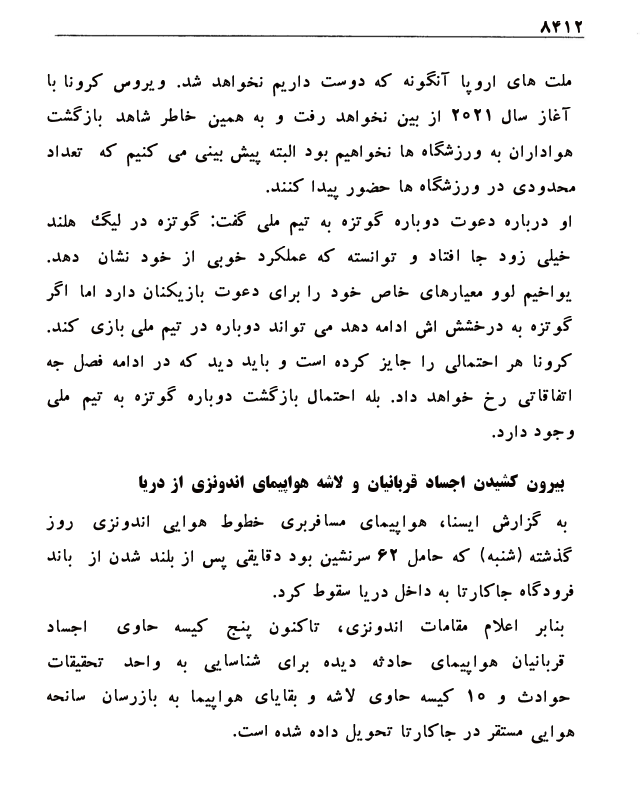 ۸۴۱۲
ملت های اروپا آنگونه که دوست داریم نخواهد شد. ویروس کرونا با
آغاز سال ۲۰۲۱ از بین نخواهد رفت و به همین خاطر شاهد بازگشت
هواداران به ورزشگاه ها نخواهیم بود البته پیش بینی می کنیم که تعداد
محدودی در ورزشگاه ها حضور پیدا کنند.
او درباره دعوت دوباره گوتزه به تیم ملی گفت: گوتزه در لیگ هلند
خیلی زود جا افتاد و توانسته که عملکرد خوبی از خود نشان دهد.
یواخیم لوو معیارهای خاص خود را برای دعوت بازیکنان دارد اما اگر
گوتزه به درخشش اش ادامه دهد می تواند دوباره در تیم ملی بازی کند.
کرونا هر احتمالی را جایز کرده است و باید دید که در ادامه فصل چه
اتفاقاتی رخ خواهد داد. بله احتمال بازگشت دوباره گوتزه به تیم ملی
وجود دارد.
بیرون کشیدن اجساد قربانیان و لاشه هواپیمای اندونزی از دریا
به گزارش ایسنا، هواپیمای مسافربری خطوط هوایی اندونزی روز
گذشته (شنبه) که حامل ۶۲ سرنشین بود دقایقی پس از بلند شدن از باند
فرودگاه جاکارتا به داخل دریا سقوط کرد.
بنابر اعلام مقامات اندونزی، تاکنون پنج کیسه حاوی اجساد
قربانیان هواپیمای حادثه دیده برای شناسایی به واحد تحقیقات
حوادث و ۱۰ کیسه حاوی لاشه و بقایای هواپیما به بازرسان سانحه
هوایی مستقر در جاکارتا تحویل داده شده است.